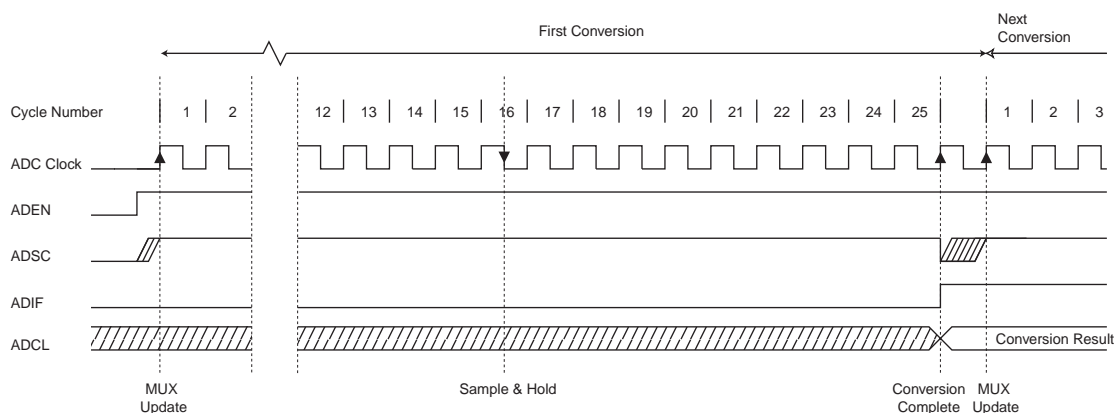 First Conversion
Next
Conversion
Cycle Number 1 2 12 13 14 15 16 17 18 19 20 21 22 23 24 25 1 2 3
ADC Clock
ADEN
ADSC
ADIF
ADCL Conversion Result
MUX
Update
Sample & Hold
Conversion
Complete
MUX
Update